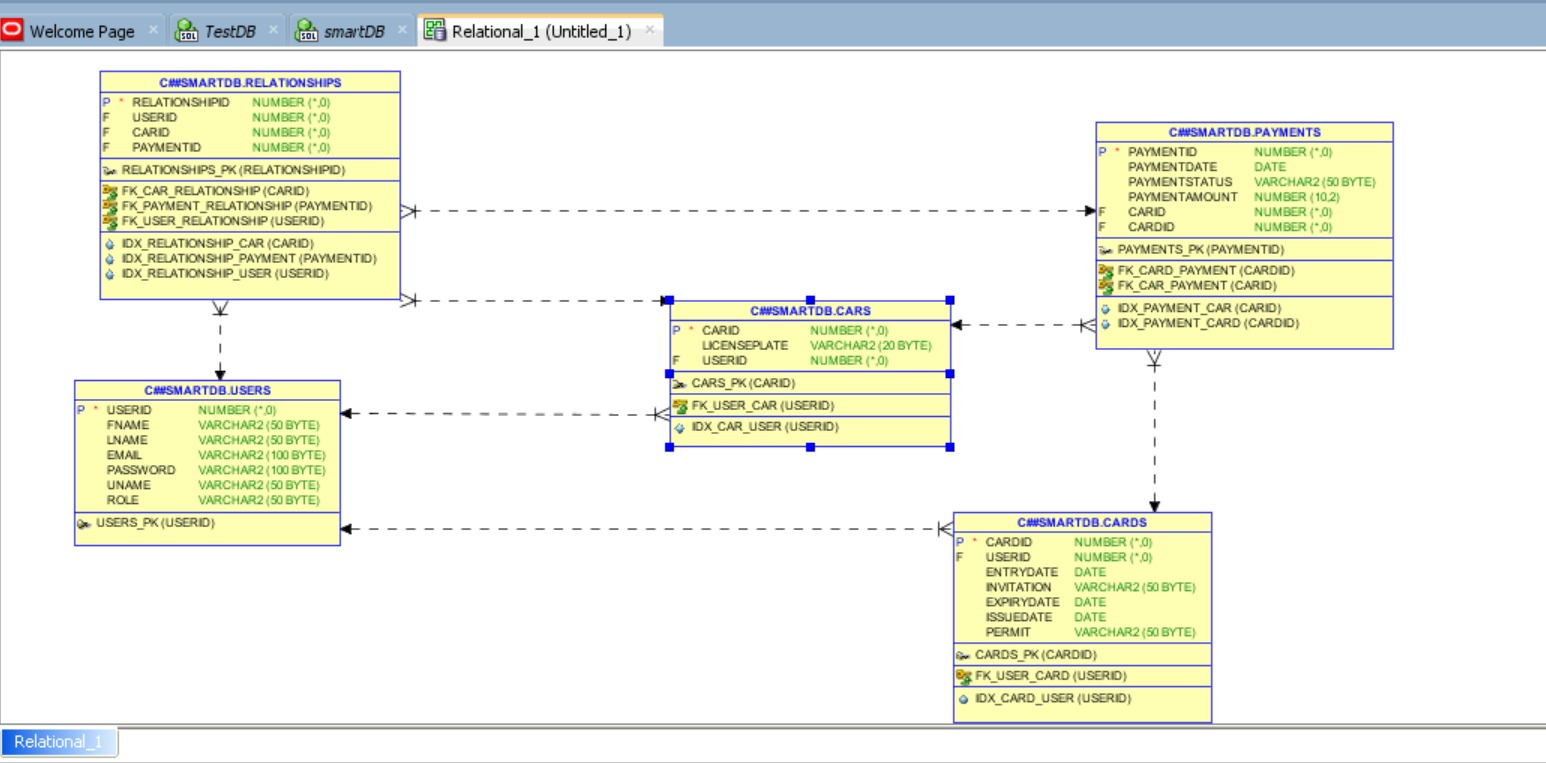 Welcome Page
TestDB
smartDB
Relational_1 (Untitled_1)
C##SMARTDB.RELATIONSHIPS
P * RELATIONSHIPID NUMBER (*,0)
F USERID NUMBER (*,0)
F CARID NUMBER (*,0)
F PAYMENTID NUMBER (*,0)
RELATIONSHIPS_PK (RELATIONSHIPID)
FK_CAR_RELATIONSHIP (CARID)
FK_PAYMENT_RELATIONSHIP (PAYMENTID)
FK_USER_RELATIONSHIP (USERID)
IDX_RELATIONSHIP_CAR (CARID)
IDX_RELATIONSHIP_PAYMENT (PAYMENTID)
IDX_RELATIONSHIP_USER (USERID)
C##SMARTDB.PAYMENTS
P * PAYMENTID NUMBER (*,0)
PAYMENTDATE DATE
PAYMENTSTATUS VARCHAR2 (50 BYTE)
PAYMENTAMOUNT NUMBER (10,2)
F CARID NUMBER (*,0)
F CARDID NUMBER (*,0)
PAYMENTS_PK (PAYMENTID)
FK_CARD_PAYMENT (CARDID)
FK_CAR_PAYMENT (CARID)
IDX_PAYMENT_CAR (CARID)
IDX_PAYMENT_CARD (CARDID)
C##SMARTDB.CARS
P * CARID NUMBER (*,0)
LICENSEPLATE VARCHAR2 (20 BYTE)
F USERID NUMBER (*,0)
CARS_PK (CARID)
FK_USER_CAR (USERID)
IDX_CAR_USER (USERID)
C##SMARTDB.USERS
P * USERID NUMBER (*,0)
FNAME VARCHAR2 (50 BYTE)
LNAME VARCHAR2 (50 BYTE)
EMAIL VARCHAR2 (100 BYTE)
PASSWORD VARCHAR2 (100 BYTE)
UNAME VARCHAR2 (50 BYTE)
ROLE VARCHAR2 (50 BYTE)
USERS_PK (USERID)
C##SMARTDB.CARDS
P * CARDID NUMBER (*,0)
F USERID NUMBER (*,0)
ENTRYDATE DATE
INVITATION VARCHAR2 (50 BYTE)
EXPIRYDATE DATE
ISSUEDATE DATE
PERMIT VARCHAR2 (50 BYTE)
CARDS_PK (CARDID)
FK_USER_CARD (USERID)
IDX_CARD_USER (USERID)
Relational_1